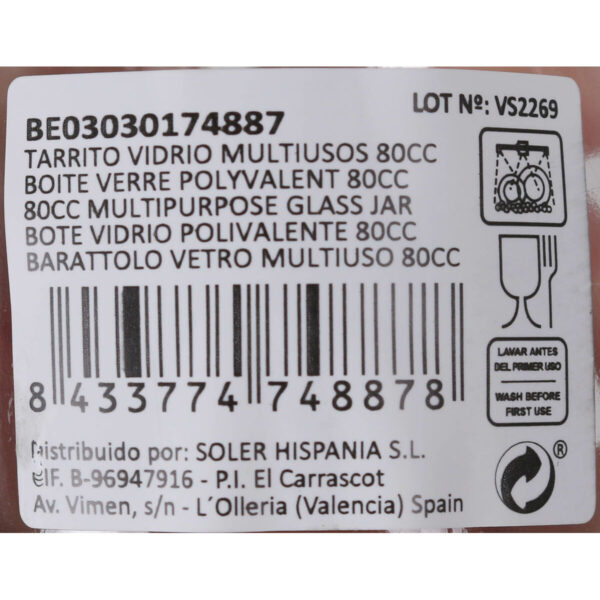 LOT Nº: VS2269
BE03030174887
TARRITO VIDRIO MULTIUSOS 80CC
BOITE VERRE POLYVALENT 80CC
80CC MULTIPURPOSE GLASS JAR
BOTE VIDRIO POLIVALENTE 80CC
BARATTOLO VETRO MULTIUSO 80CC
8 433774 748878
LAVAR ANTES
DEL PRIMER USO
WASH BEFORE
FIRST USE
Distribuido por: SOLER HISPANIA S.L.
CIF. B-96947916 - P.I. El Carrascot
Av. Vimen, s/n - L´Olleria (Valencia) Spain
®